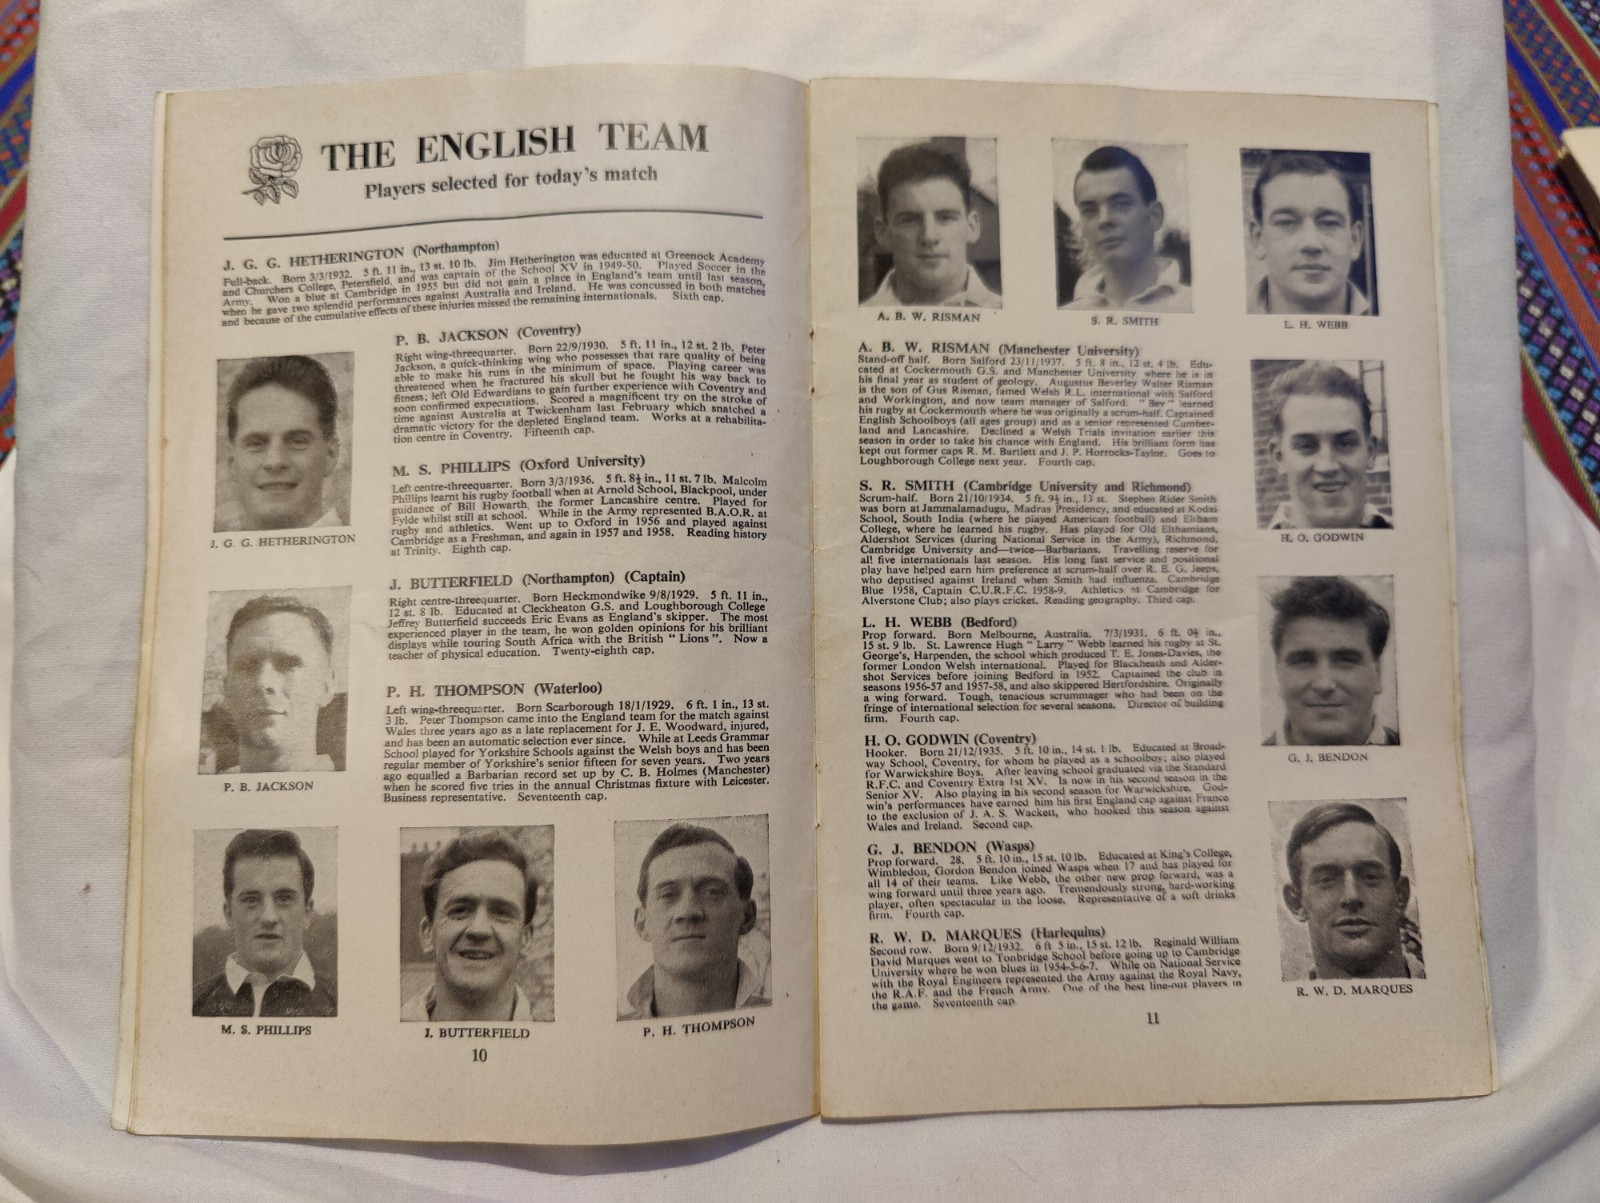 THE ENGLISH TEAM
Players selected for today's match
J. G. G. HETHERINGTON (Northampton)
Full-back. Born 3/3/1932. 5 ft. 11 in., 13 st. 10 lb. Jim Hetherington was educated at Greenock Academy
and Churchers College, Petersfield, and was captain of the School XV in 1949-50. Played Soccer in the
Army. Won a blue at Cambridge in 1955 but did not gain a place in England's team until last season,
when he gave two splendid performances against Australia and Ireland. He was concussed in both matches
and because of the cumulative effects of these injuries missed the remaining internationals. Sixth cap.
P. B. JACKSON (Coventry)
Right wing-threequarter. Born 22/9/1930. 5 ft. 11 in., 12 st. 2 lb. Peter
Jackson, a quick-thinking wing who possesses that rare quality of being
able to make his runs in the minimum of space. Playing career was
threatened when he fractured his skull but he fought his way back to
fitness; left Old Edwardians to gain further experience with Coventry and
soon confirmed expectations. Scored a magnificent try on the stroke of
time against Australia at Twickenham last February which snatched a
dramatic victory for the depleted England team. Works at a rehabilita-
tion centre in Coventry. Fifteenth cap.
M. S. PHILLIPS (Oxford University)
Left centre-threequarter. Born 3/3/1936. 5 ft. 8½ in., 11 st. 7 lb. Malcolm
Phillips learnt his rugby football when at Arnold School, Blackpool, under
guidance of Bill Howarth, the former Lancashire centre. Played for
Fylde whilst still at school. While in the Army represented B.A.O.R. at
rugby and athletics. Went up to Oxford in 1956 and played against
Cambridge as a Freshman, and again in 1957 and 1958. Reading history
at Trinity. Eighth cap.
J. BUTTERFIELD (Northampton) (Captain)
Right centre-threequarter. Born Heckmondwike 9/8/1929. 5 ft. 11 in.,
12 st. 8 lb. Educated at Cleckheaton G.S. and Loughborough College
Jeffrey Butterfield succeeds Eric Evans as England's skipper. The most
experienced player in the team, he won golden opinions for his brilliant
displays while touring South Africa with the British "Lions". Now a
teacher of physical education. Twenty-eighth cap.
P. H. THOMPSON (Waterloo)
Left wing-threequarter. Born Scarborough 18/1/1929. 6 ft. 1 in., 13 st.
3 lb. Peter Thompson came into the England team for the match against
Wales three years ago as a late replacement for J. E. Woodward, injured,
and has been an automatic selection ever since. While at Leeds Grammar
School played for Yorkshire Schools against the Welsh boys and has been
regular member of Yorkshire's senior fifteen for seven years. Two years
ago equalled a Barbarian record set up by C. B. Holmes (Manchester)
when he scored five tries in the annual Christmas fixture with Leicester.
Business representative. Seventeenth cap.
J. G. G. HETHERINGTON
P. B. JACKSON
M. S. PHILLIPS
J. BUTTERFIELD
P. H. THOMPSON
10
A. B. W. RISMAN
S. R. SMITH
L. H. WEBB
A. B. W. RISMAN (Manchester University)
Stand-off half. Born Salford 23/11/1937. 5 ft. 8 in., 12 st. 4 lb. Edu-
cated at Cockermouth G.S. and Manchester University where he is in
his final year as student of geology. Augustus Beverley Walter Risman
is the son of Gus Risman, famed Welsh R.L. international with Salford
and Workington, and now team manager of Salford. "Bev" learned
his rugby at Cockermouth where he was originally a scrum-half. Captained
English Schoolboys (all ages group) and as a senior represented Cumber-
land and Lancashire. Declined a Welsh Trials invitation earlier this
season in order to take his chance with England. His brilliant form has
kept out former caps R. M. Bartlett and J. P. Horrocks-Taylor. Goes to
Loughborough College next year. Fourth cap.
S. R. SMITH (Cambridge University and Richmond)
Scrum-half. Born 21/10/1934. 5 ft. 9½ in., 13 st. Stephen Rider Smith
was born at Jammalamadugu, Madras Presidency, and educated at Kodai
School, South India (where he played American football) and Eltham
College, where he learned his rugby. Has played for Old Elthamians,
Aldershot Services (during National Service in the Army), Richmond,
Cambridge University and—twice—Barbarians. Travelling reserve for
all five internationals last season. His long fast service and positional
play have helped earn him preference at scrum-half over R. E. G. Jeeps,
who deputised against Ireland when Smith had influenza. Cambridge
Blue 1958, Captain C.U.R.F.C. 1958-9. Athletics at Cambridge for
Alverstone Club; also plays cricket. Reading geography. Third cap.
L. H. WEBB (Bedford)
Prop forward. Born Melbourne, Australia. 7/3/1931. 6 ft. 0½ in.,
15 st. 9 lb. St. Lawrence Hugh "Larry" Webb learned his rugby at St.
George's, Harpenden, the school which produced T. E. Jones-Davies, the
former London Welsh international. Played for Blackheath and Alder-
shot Services before joining Bedford in 1952. Captained the club in
seasons 1956-57 and 1957-58, and also skippered Hertfordshire. Originally
a wing forward. Tough, tenacious scrummager who had been on the
fringe of international selection for several seasons. Director of building
firm. Fourth cap.
H. O. GODWIN (Coventry)
Hooker. Born 21/12/1935. 5 ft. 10 in., 14 st. 1 lb. Educated at Broad-
way School, Coventry, for whom he played as a schoolboy; also played
for Warwickshire Boys. After leaving school graduated via the Standard
R.F.C. and Coventry Extra 1st XV. Is now in his second season in the
Senior XV. Also playing in his second season for Warwickshire. God-
win's performances have earned him his first England cap against France
to the exclusion of J. A. S. Wackett, who hooked this season against
Wales and Ireland. Second cap.
G. J. BENDON (Wasps)
Prop forward. 28. 5 ft. 10 in., 15 st. 10 lb. Educated at King's College,
Wimbledon, Gordon Bendon joined Wasps when 17 and has played for
all 14 of their teams. Like Webb, the other new prop forward, was a
wing forward until three years ago. Tremendously strong, hard-working
player, often spectacular in the loose. Representative of a soft drinks
firm. Fourth cap.
R. W. D. MARQUES (Harlequins)
Second row. Born 9/12/1932. 6 ft 5 in., 15 st. 12 lb. Reginald William
David Marques went to Tonbridge School before going up to Cambridge
University where he won blues in 1954-5-6-7. While on National Service
with the Royal Engineers represented the Army against the Royal Navy,
the R.A.F. and the French Army. One of the best line-out players in
the game. Seventeenth cap
H. O. GODWIN
G. J. BENDON
R. W. D. MARQUES
11